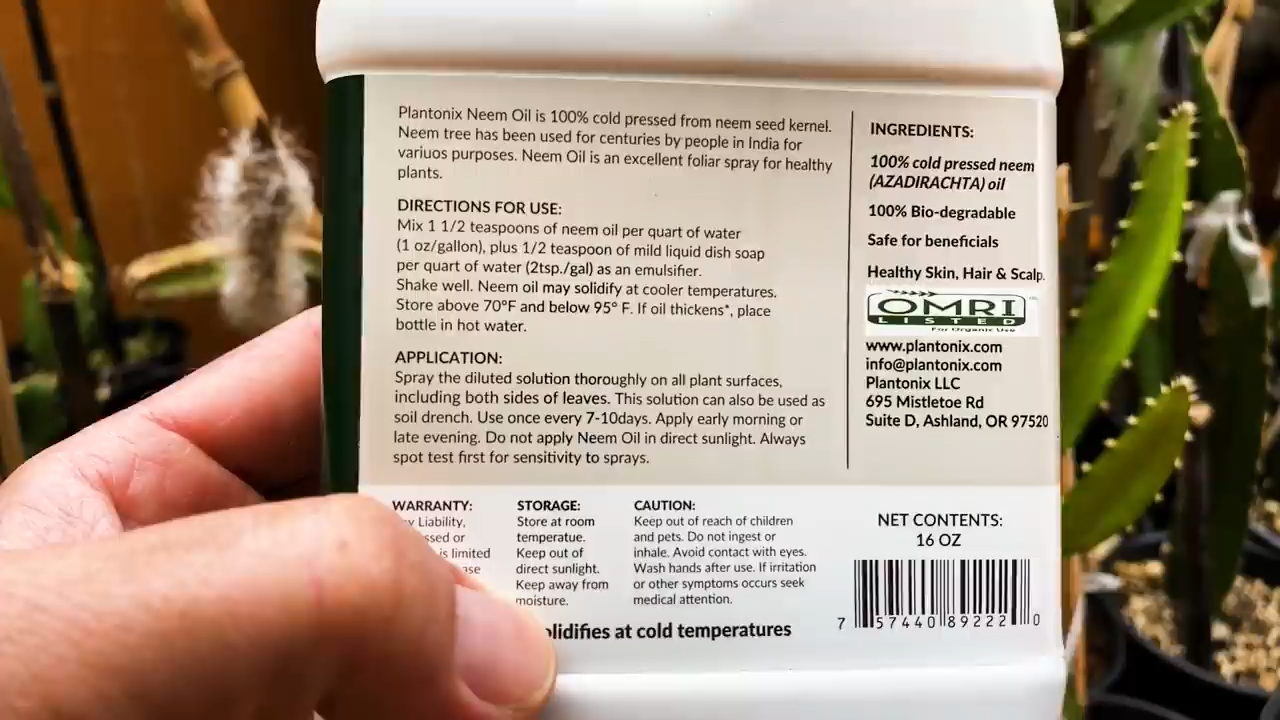 Plantonix Neem Oil is 100% cold pressed from neem seed kernel.
Neem tree has been used for centuries by people in India for
variuos purposes. Neem Oil is an excellent foliar spray for healthy
plants.
DIRECTIONS FOR USE:
Mix 1 1/2 teaspoons of neem oil per quart of water
(1 oz/gallon), plus 1/2 teaspoon of mild liquid dish soap
per quart of water (2tsp./gal) as an emulsifier.
Shake well. Neem oil may solidify at cooler temperatures.
Store above 70°F and below 95° F. If oil thickens*, place
bottle in hot water.
APPLICATION:
Spray the diluted solution thoroughly on all plant surfaces,
including both sides of leaves. This solution can also be used as
soil drench. Use once every 7-10days. Apply early morning or
late evening. Do not apply Neem Oil in direct sunlight. Always
spot test first for sensitivity to sprays.
INGREDIENTS:
100% cold pressed neem
(AZADIRACHTA) oil
100% Bio-degradable
Safe for beneficials
Healthy Skin, Hair & Scalp.
OMRI
LISTED
For Organic Use
www.plantonix.com
info@plantonix.com
Plantonix LLC
695 Mistletoe Rd
Suite D, Ashland, OR 97520
WARRANTY:
Liability,
or
is limited
STORAGE:
Store at room
temperatue.
Keep out of
direct sunlight.
Keep away from
moisture.
CAUTION:
Keep out of reach of children
and pets. Do not ingest or
inhale. Avoid contact with eyes.
Wash hands after use. If irritation
or other symptoms occurs seek
medical attention.
at cold temperatures
NET CONTENTS:
16 OZ
7 57440 89222 0